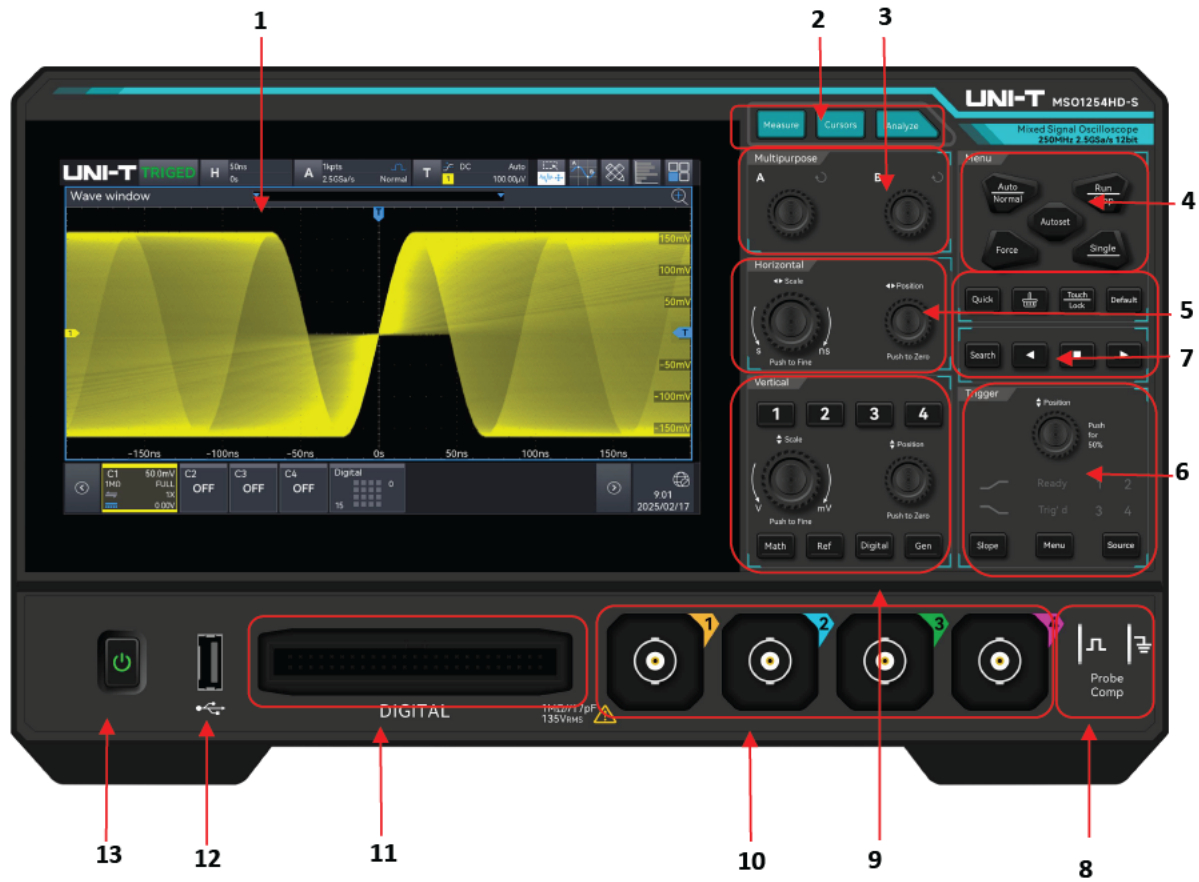 1
2
3
UNI-T MSO1254HD-S
Mixed Signal Oscilloscope
250MHz 2.5GSa/s 12bit
Measure Cursors Analyze
Multipurpose
A B
Menu
Auto
Normal
Run
Autoset
Force Single
4
UNI-T TRIGED H 50ns
0s
A 2.5GSa/s Normal
T DC Auto
1 100.00μV
Wave window
T
150mV
100mV
50mV
1 T
-50mV
-100mV
-150mV
-150ns -100ns -50ns 0s 50ns 100ns 150ns
C1 50.0mV
1MΩ FULL
1X
0.00V
C2
OFF
C3
OFF
C4
OFF
Digital
0
15
9:01
2025/02/17
Horizontal
Scale Position
s ns
Push to Fine Push to Zero
Quick Touch
Lock
Default
5
Search
7
Vertical
1 2 3 4
Scale Position
V mV
Push to Fine Push to Zero
Math Ref Digital Gen
Trigger
Position
Push
for
50%
Ready 1 2
Trig'd 3 4
Slope Menu Source
6
DIGITAL
1MΩ//17pF
135VRMS
1 2 3
Probe
Comp
13
12
11
10
9
8